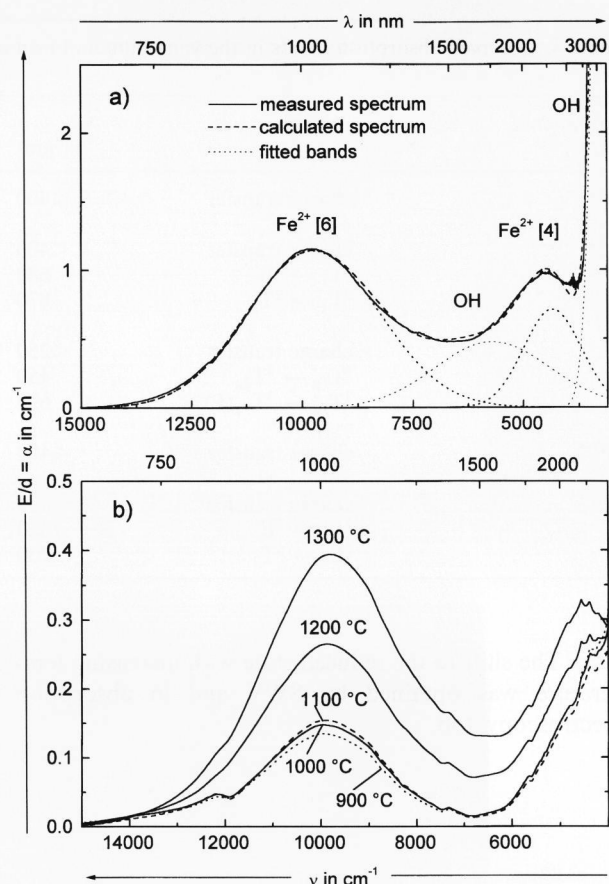 λ in nm
750 1000 1500 2000 3000
a)
measured spectrum
calculated spectrum
fitted bands
OH
Fe²⁺ [6]
Fe²⁺ [4]
OH
2
1
0
15000 12500 10000 7500 5000
E/d = α in cm⁻¹
750 1000 1500 2000
b)
0.5
0.4
0.3
0.2
0.1
0.0
1300 °C
1200 °C
1100 °C
1000 °C
900 °C
14000 12000 10000 8000 6000
ν in cm⁻¹